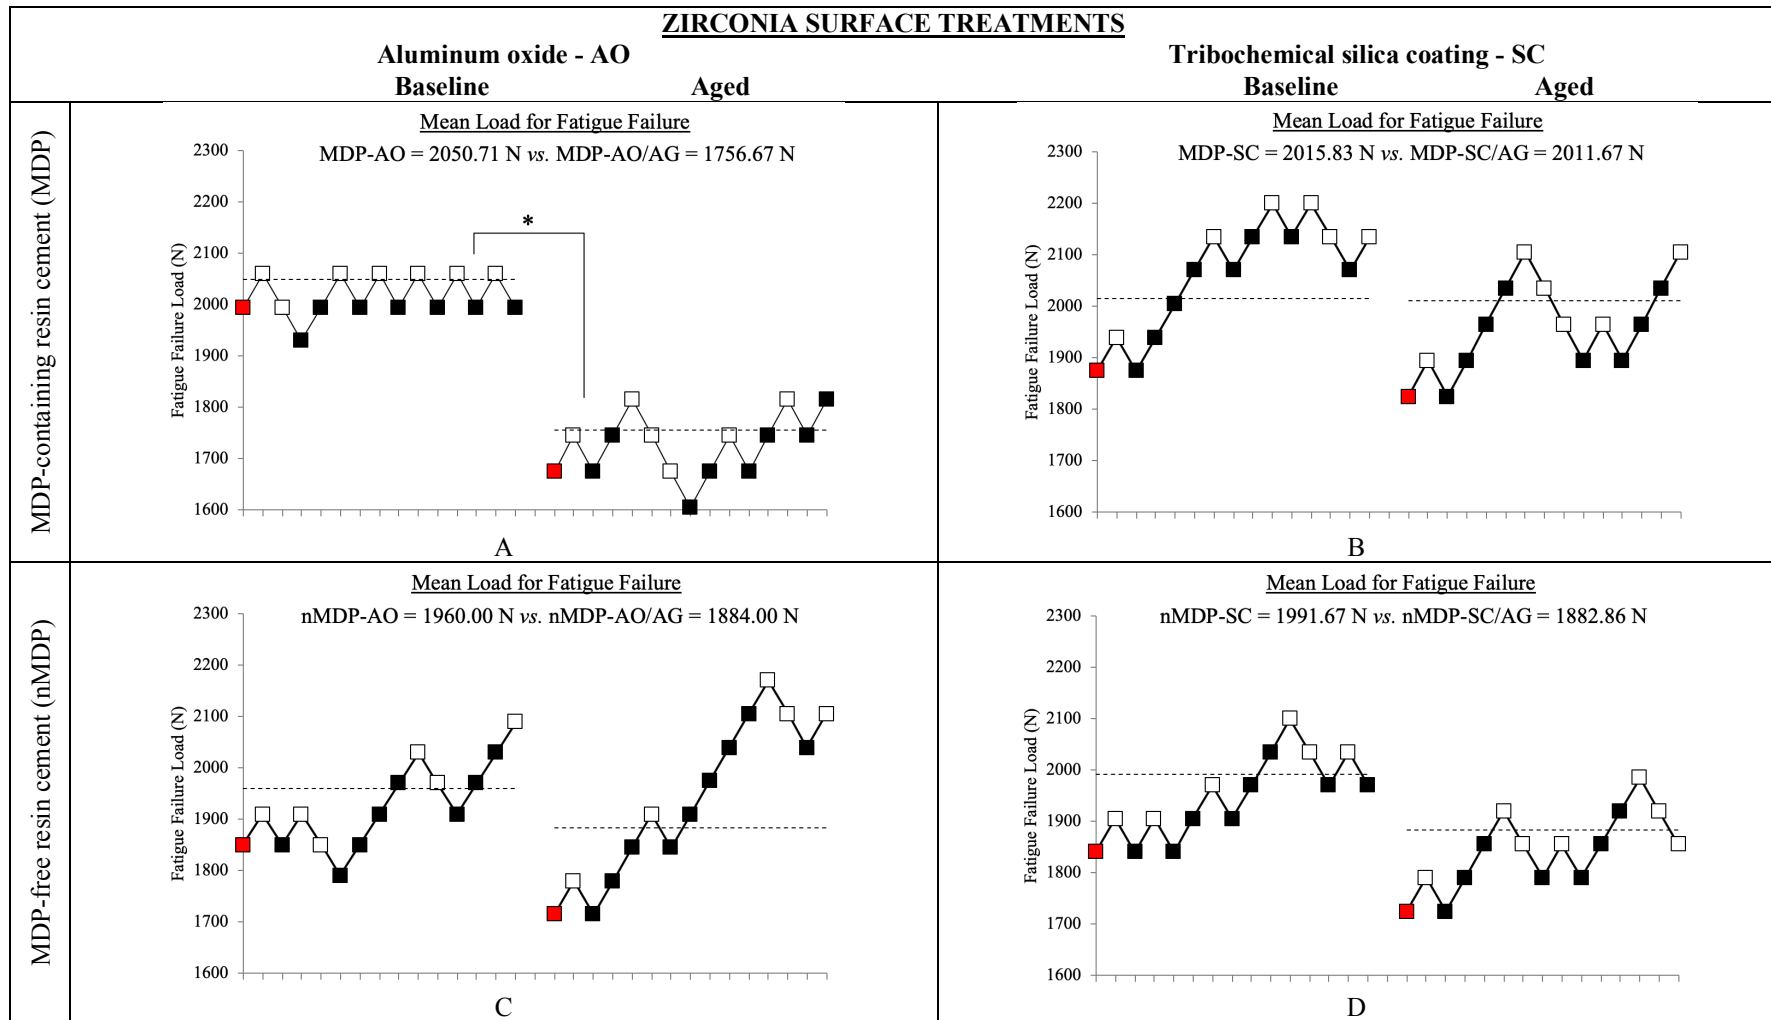 ZIRCONIA SURFACE TREATMENTS
Aluminum oxide - AO
Baseline Aged
Tribochemical silica coating - SC
Baseline Aged
MDP-containing resin cement (MDP)
Mean Load for Fatigue Failure
MDP-AO = 2050.71 N vs. MDP-AO/AG = 1756.67 N
Fatigue Failure Load (N)
2300
2200
2100
2000
1900
1800
1700
1600
*
A
Mean Load for Fatigue Failure
MDP-SC = 2015.83 N vs. MDP-SC/AG = 2011.67 N
Fatigue Failure Load (N)
2300
2200
2100
2000
1900
1800
1700
1600
B
MDP-free resin cement (nMDP)
Mean Load for Fatigue Failure
nMDP-AO = 1960.00 N vs. nMDP-AO/AG = 1884.00 N
Fatigue Failure Load (N)
2300
2200
2100
2000
1900
1800
1700
1600
C
Mean Load for Fatigue Failure
nMDP-SC = 1991.67 N vs. nMDP-SC/AG = 1882.86 N
Fatigue Failure Load (N)
2300
2200
2100
2000
1900
1800
1700
1600
D